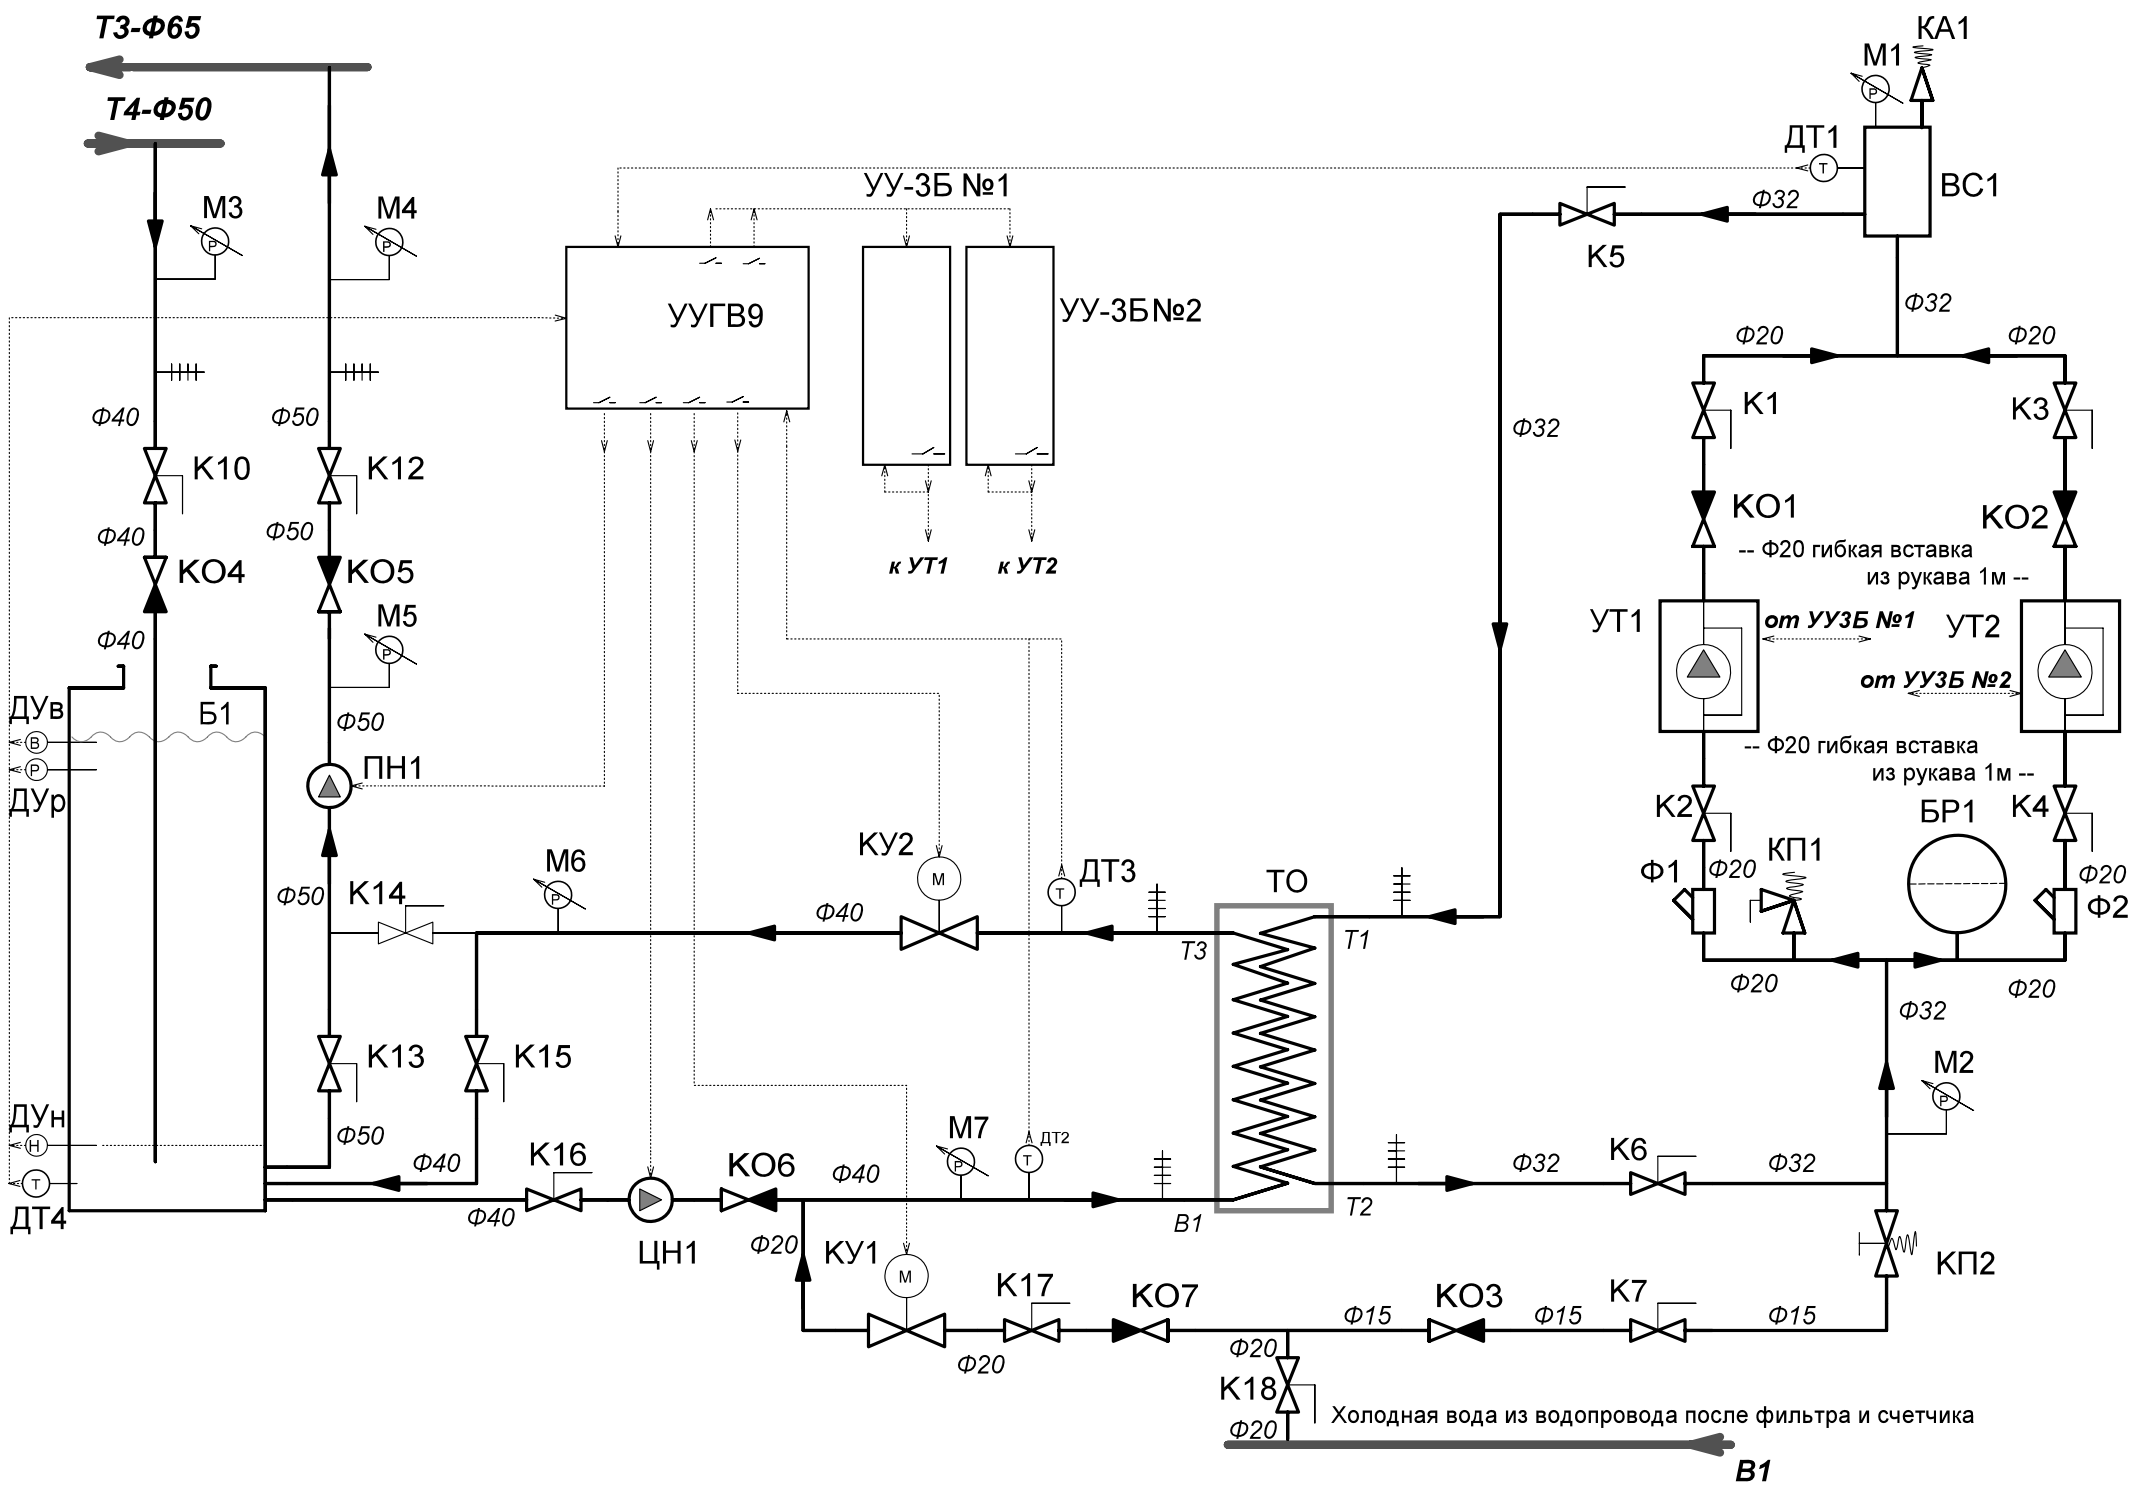 Т3-Ф65
КА1
М1
Т4-Ф50
ДТ1
УУ-3Б №1
ВС1
Р
Т
М3
М4
Ф32
Р
Р
К5
УУГВ9
УУ-3Б№2
Ф32
Ф20
Ф20
Ф40
Ф50
К1
К3
Ф32
К10
К12
КО1
КО2
Ф40
Ф50
-- Ф20 гибкая вставка
из рукава 1м --
КО4
КО5
к УТ1
к УТ2
М5
Ф40
Р
УТ1
от УУ3Б №1
УТ2
от УУ3Б №2
ДУв
Б1
Ф50
В
Р
ДУр
ПН1
-- Ф20 гибкая вставка
из рукава 1м --
К2
БР1
К4
КУ2
М6
М
ДТ3
Т
ТО
КП1
Ф1
Ф20
Ф20
Ф2
К14
Ф50
Р
Ф40
Т3
Т1
Ф20
Ф20
Ф32
К13
К15
М2
Р
ДУн
Н
Ф50
Ф40
К16
КО6
М7
Р
ДТ2
Т
Ф40
К6
Ф32
Ф32
Т
ДТ4
Ф40
ЦН1
Ф20
В1
Т2
КУ1
М
КП2
К17
КО7
КО3
К7
Ф15
Ф15
Ф15
Ф20
Ф20
К18
Холодная вода из водопровода после фильтра и счетчика
Ф20
В1